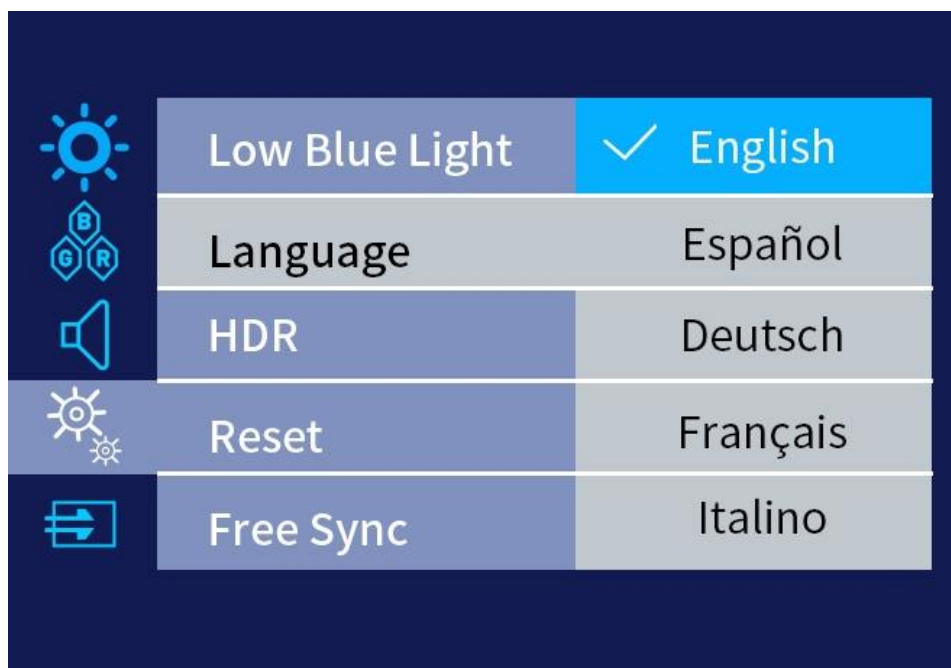 Low Blue Light English
B
G R
Language Español
HDR Deutsch
Reset Français
Free Sync Italino